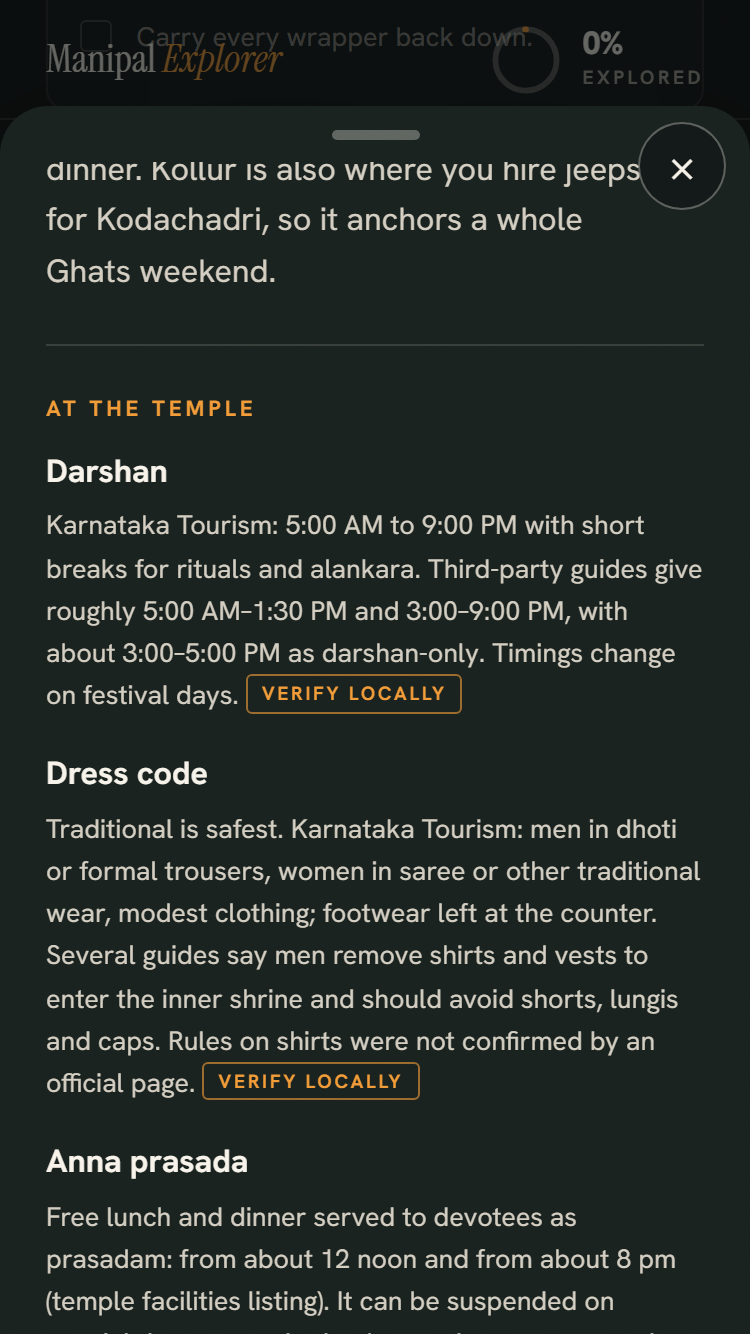 Carry every wrapper back down.
Manipal Explorer
0%
EXPLORED
dinner. Kollur is also where you hire jeeps
for Kodachadri, so it anchors a whole
Ghats weekend.
AT THE TEMPLE
Darshan
Karnataka Tourism: 5:00 AM to 9:00 PM with short
breaks for rituals and alankara. Third-party guides give
roughly 5:00 AM–1:30 PM and 3:00–9:00 PM, with
about 3:00–5:00 PM as darshan-only. Timings change
on festival days. VERIFY LOCALLY
Dress code
Traditional is safest. Karnataka Tourism: men in dhoti
or formal trousers, women in saree or other traditional
wear, modest clothing; footwear left at the counter.
Several guides say men remove shirts and vests to
enter the inner shrine and should avoid shorts, lungis
and caps. Rules on shirts were not confirmed by an
official page. VERIFY LOCALLY
Anna prasada
Free lunch and dinner served to devotees as
prasadam: from about 12 noon and from about 8 pm
(temple facilities listing). It can be suspended on